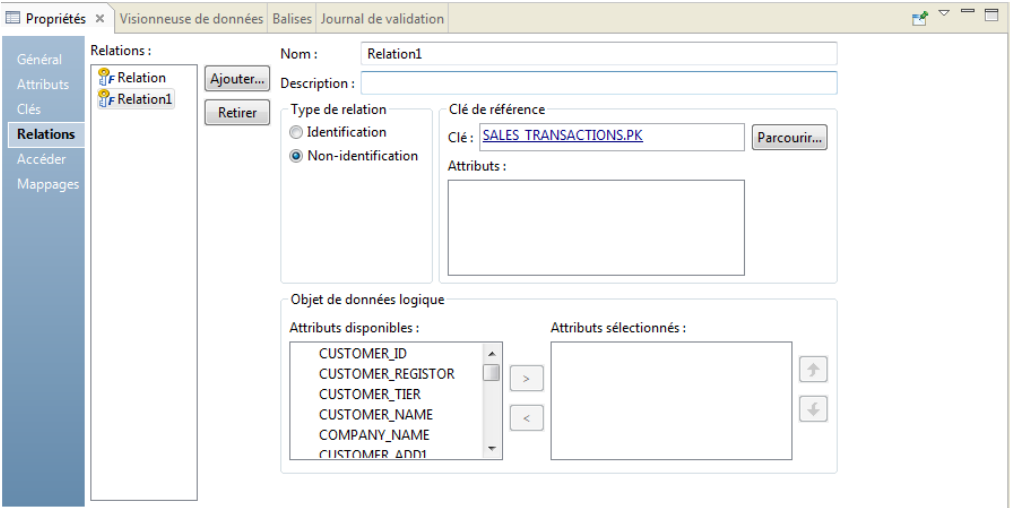 Propriétés
Visionneuse de données
Balises
Journal de validation
Général
Attributs
Clés
Relations
Accéder
Mappages
Relations :
Relation
Relation1
Ajouter...
Retirer
Nom :
Relation1
Description :
Type de relation
Identification
Non-identification
Clé de référence
Clé :
SALES_TRANSACTIONS.PK
Parcourir...
Attributs :
Objet de données logique
Attributs disponibles :
CUSTOMER_ID
CUSTOMER_REGISTOR
CUSTOMER_TIER
CUSTOMER_NAME
COMPANY_NAME
CUSTOMER_ADD1
>
<
Attributs sélectionnés :